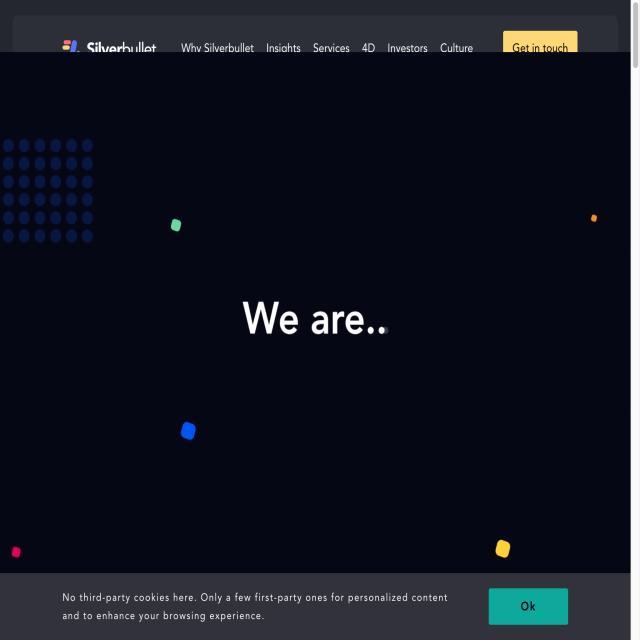 Silverbullet
Why Silverbullet Insights Services 4D Investors Culture Get in touch
We are..
No third-party cookies here. Only a few first-party ones for personalized content
and to enhance your browsing experience.
Ok